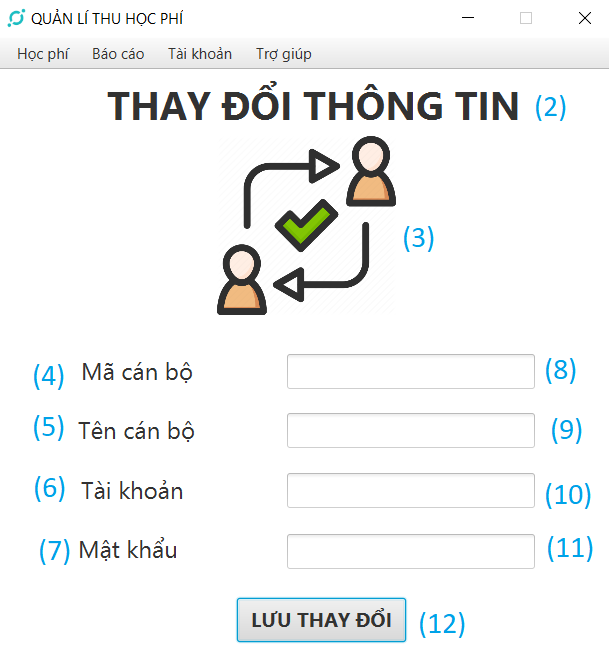 QUẢN LÍ THU HỌC PHÍ
Học phí Báo cáo Tài khoản Trợ giúp
THAY ĐỔI THÔNG TIN (2)
(3)
(4) Mã cán bộ (8)
(5) Tên cán bộ (9)
(6) Tài khoản (10)
(7) Mật khẩu (11)
LƯU THAY ĐỔI (12)